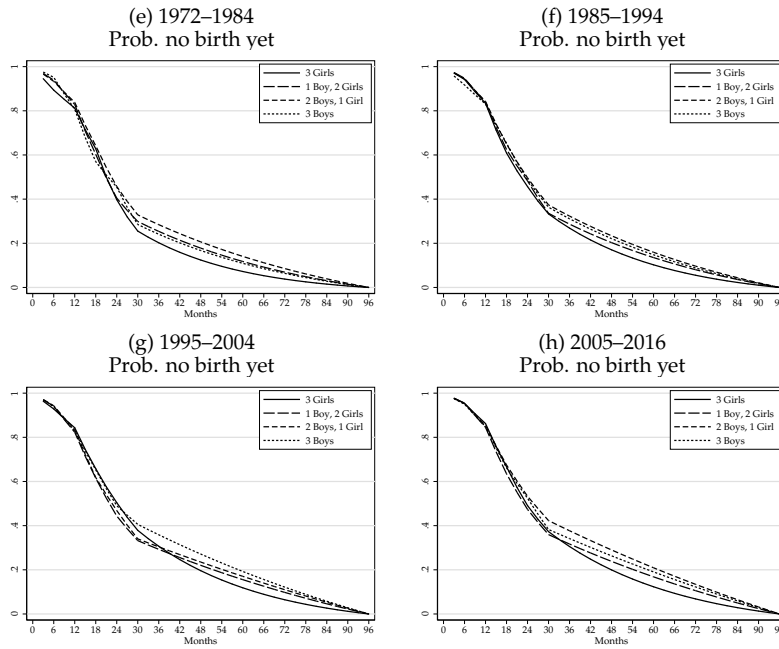 (e) 1972–1984
Prob. no birth yet
3 Girls
1 Boy, 2 Girls
2 Boys, 1 Girl
3 Boys
0 .2 .4 .6 .8 1
0 6 12 18 24 30 36 42 48 54 60 66 72 78 84 90 96
Months
(f) 1985–1994
Prob. no birth yet
3 Girls
1 Boy, 2 Girls
2 Boys, 1 Girl
3 Boys
0 .2 .4 .6 .8 1
0 6 12 18 24 30 36 42 48 54 60 66 72 78 84 90 96
Months
(g) 1995–2004
Prob. no birth yet
3 Girls
1 Boy, 2 Girls
2 Boys, 1 Girl
3 Boys
0 .2 .4 .6 .8 1
0 6 12 18 24 30 36 42 48 54 60 66 72 78 84 90 96
Months
(h) 2005–2016
Prob. no birth yet
3 Girls
1 Boy, 2 Girls
2 Boys, 1 Girl
3 Boys
0 .2 .4 .6 .8 1
0 6 12 18 24 30 36 42 48 54 60 66 72 78 84 90 96
Months